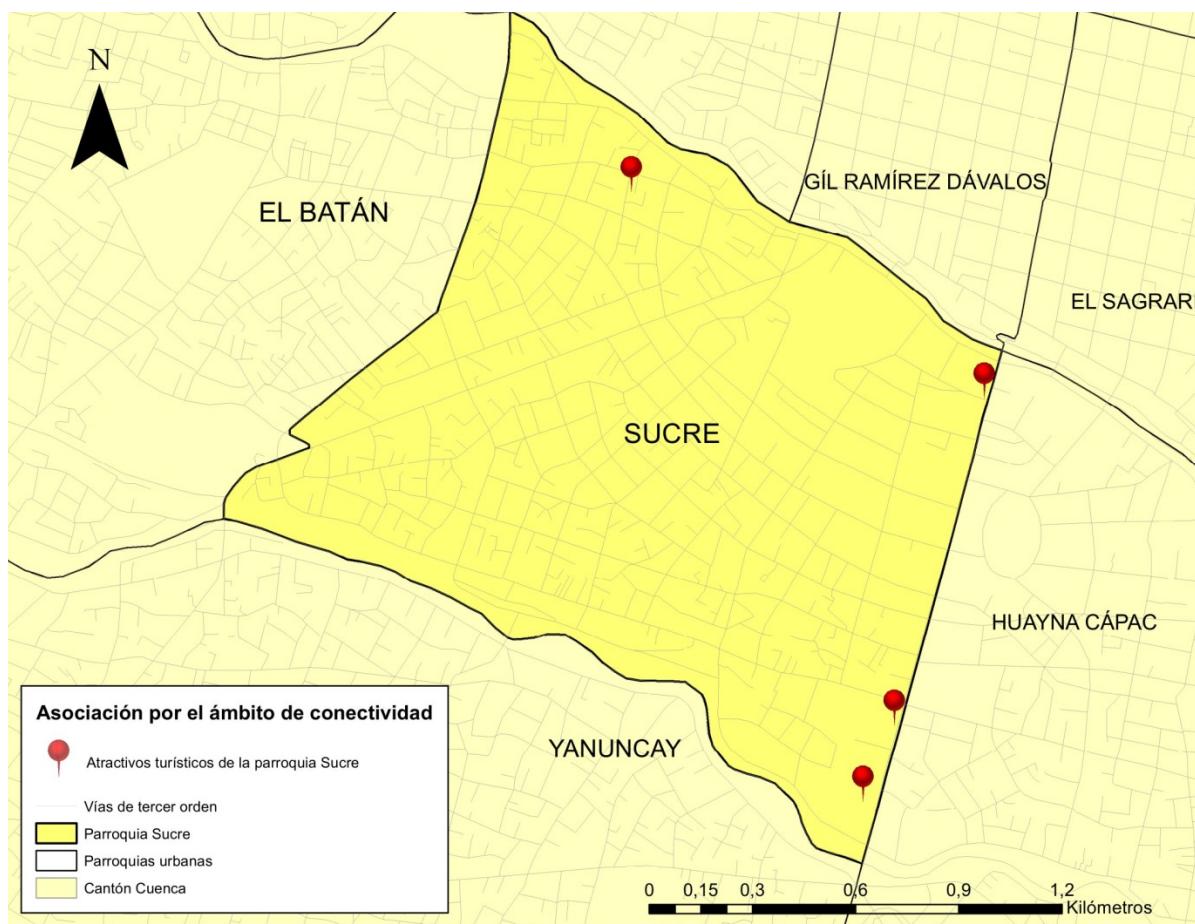 N
EL BATÁN
GÍL RAMÍREZ DÁVALOS
EL SAGRARI
SUCRE
HUAYNA CÁPAC
YANUNCAY
Asociación por el ámbito de conectividad
Atractivos turísticos de la parroquia Sucre
Vías de tercer orden
Parroquia Sucre
Parroquias urbanas
Cantón Cuenca
0 0,15 0,3 0,6 0,9 1,2
Kilómetros